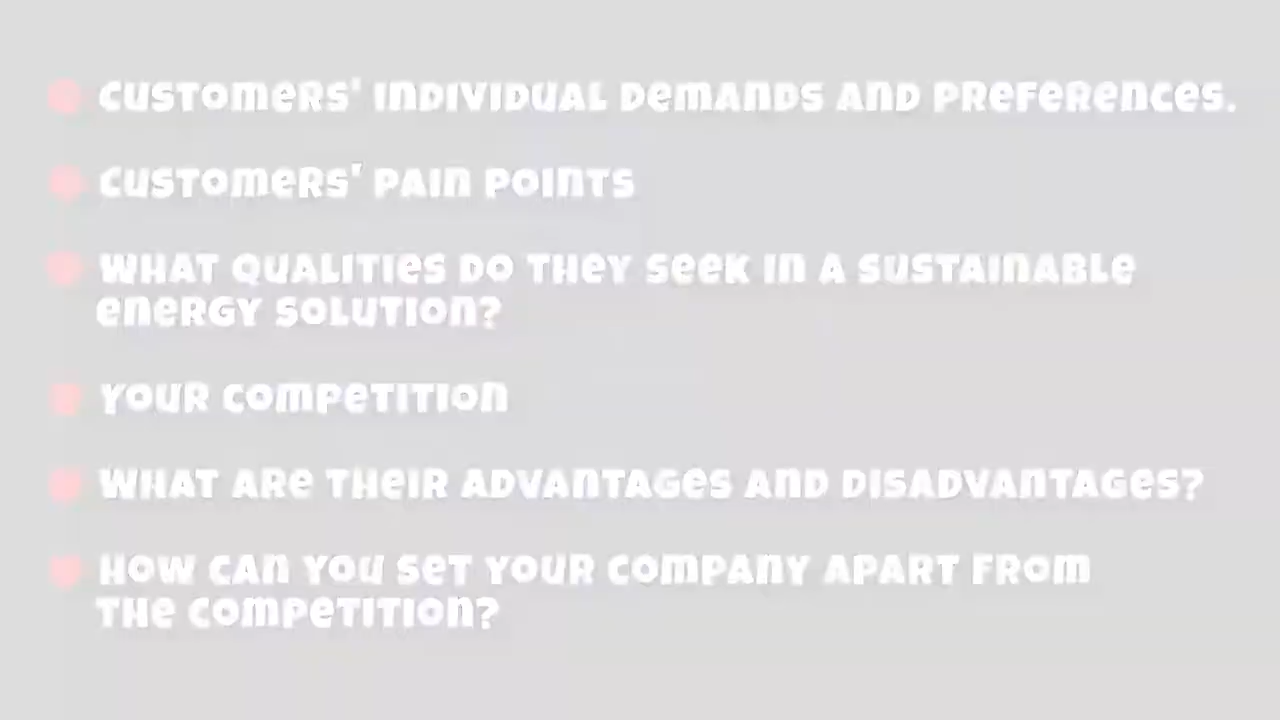 Customers' individual demands and preferences.
Customers' pain points
What qualities do they seek in a sustainable
energy solution?
Your competition
What are their advantages and disadvantages?
How can you set your company apart from
the competition?